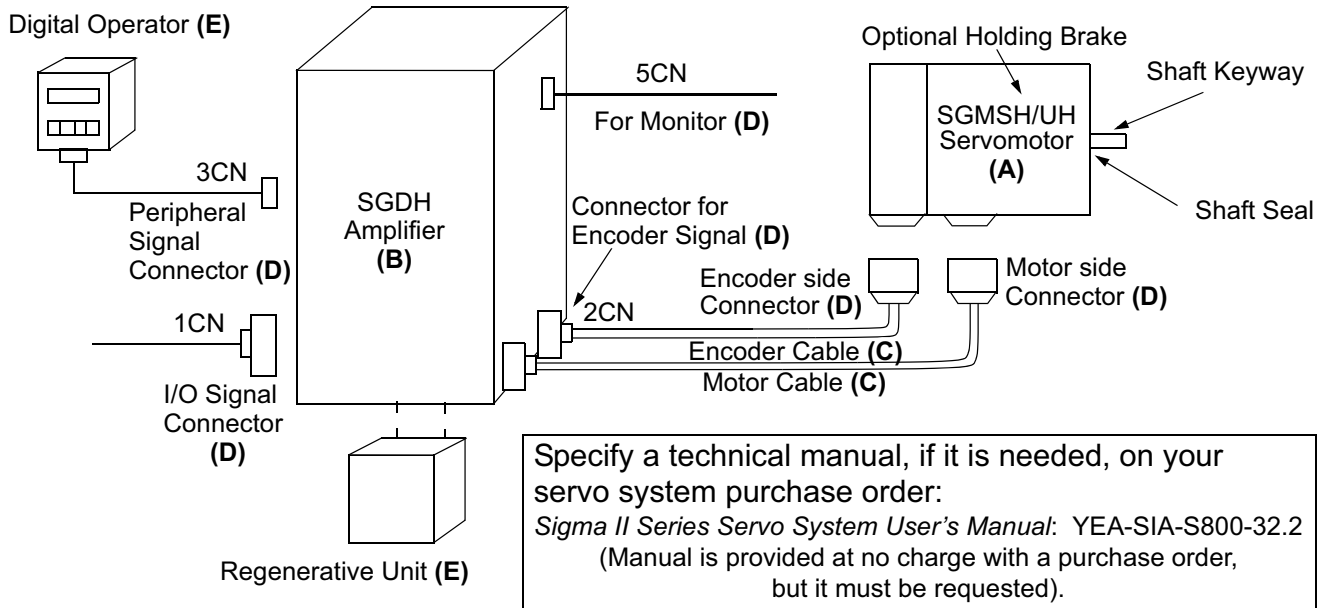 Digital Operator (E)
3CN
Peripheral
Signal
Connector (D)
1CN
I/O Signal
Connector
(D)
SGDH
Amplifier
(B)
Regenerative Unit (E)
5CN
For Monitor (D)
Connector for
Encoder Signal (D)
2CN
Encoder side
Connector (D)
Motor side
Connector (D)
Encoder Cable (C)
Motor Cable (C)
Optional Holding Brake
SGMSH/UH
Servomotor
(A)
Shaft Keyway
Shaft Seal
Specify a technical manual, if it is needed, on your
servo system purchase order:
Sigma II Series Servo System User's Manual: YEA-SIA-S800-32.2
(Manual is provided at no charge with a purchase order,
but it must be requested).